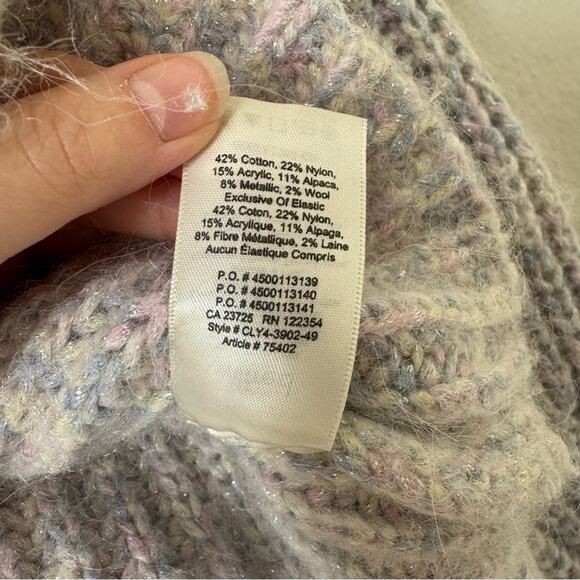 42% Cotton, 22% Nylon,
15% Acrylic, 11% Alpaca,
8% Metallic, 2% Wool
Exclusive Of Elastic
42% Coton, 22% Nylon,
15% Acrylique, 11% Alpaga,
8% Fibre Métallique, 2% Laine
Aucun Élastique Compris
P.O. # 4500113139
P.O. # 4500113140
P.O. # 4500113141
CA 23725 RN 122354
Style # CLY4-3902-49
Article # 75402